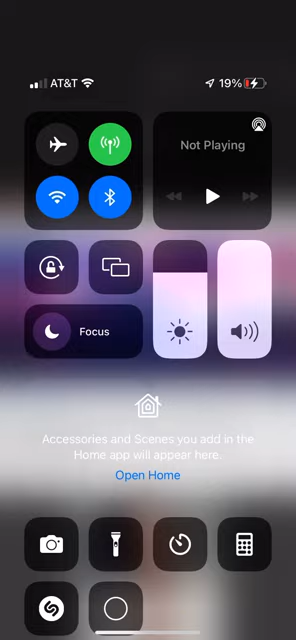 AT&T
19%
Not Playing
Focus
Accessories and Scenes you add in the
Home app will appear here.
Open Home